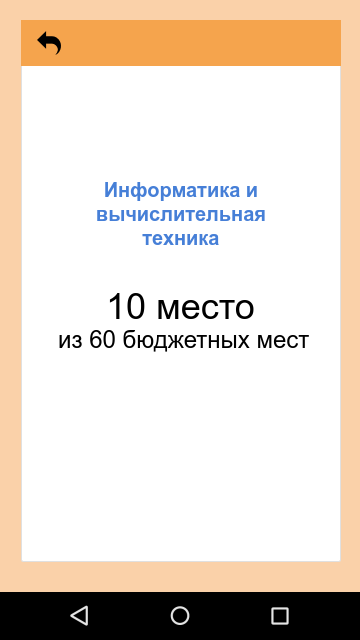 Информатика и
вычислительная
техника
10 место
из 60 бюджетных мест